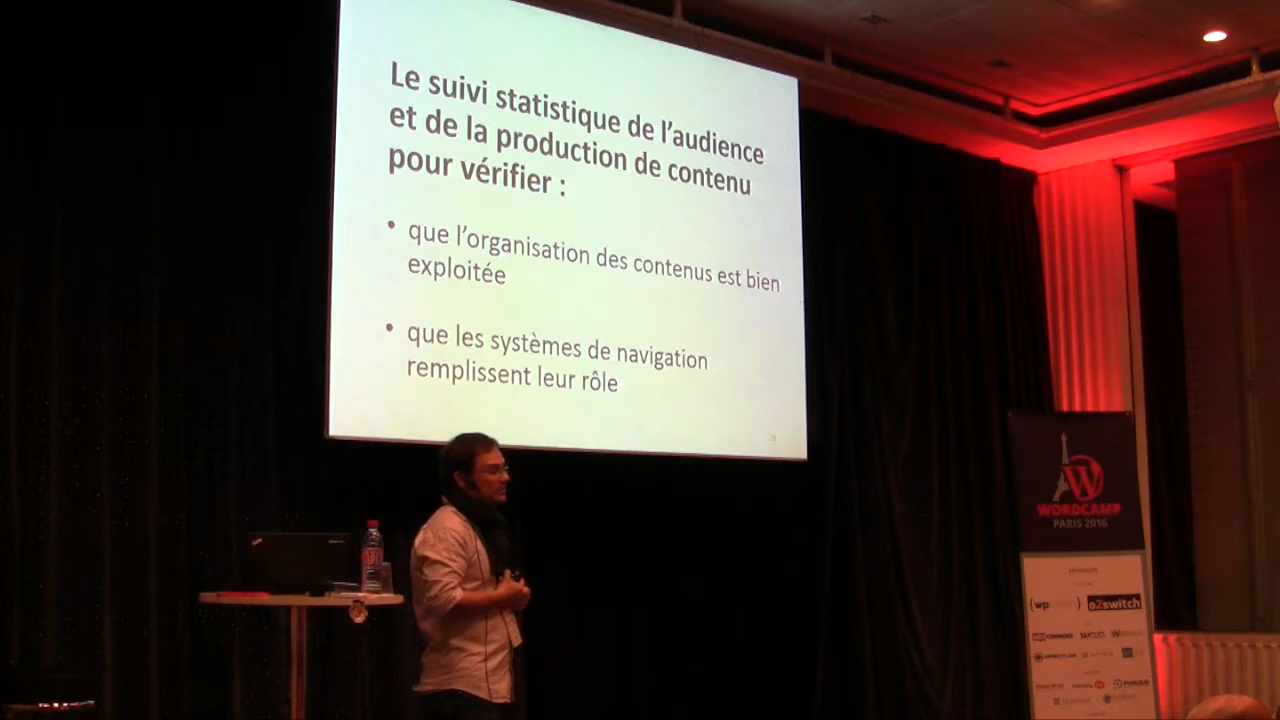 Le suivi statistique de l'audience
et de la production de contenu
pour vérifier :
• que l'organisation des contenus est bien
exploitée
• que les systèmes de navigation
remplissent leur rôle
WORDCAMP
PARIS 2016
o2switch